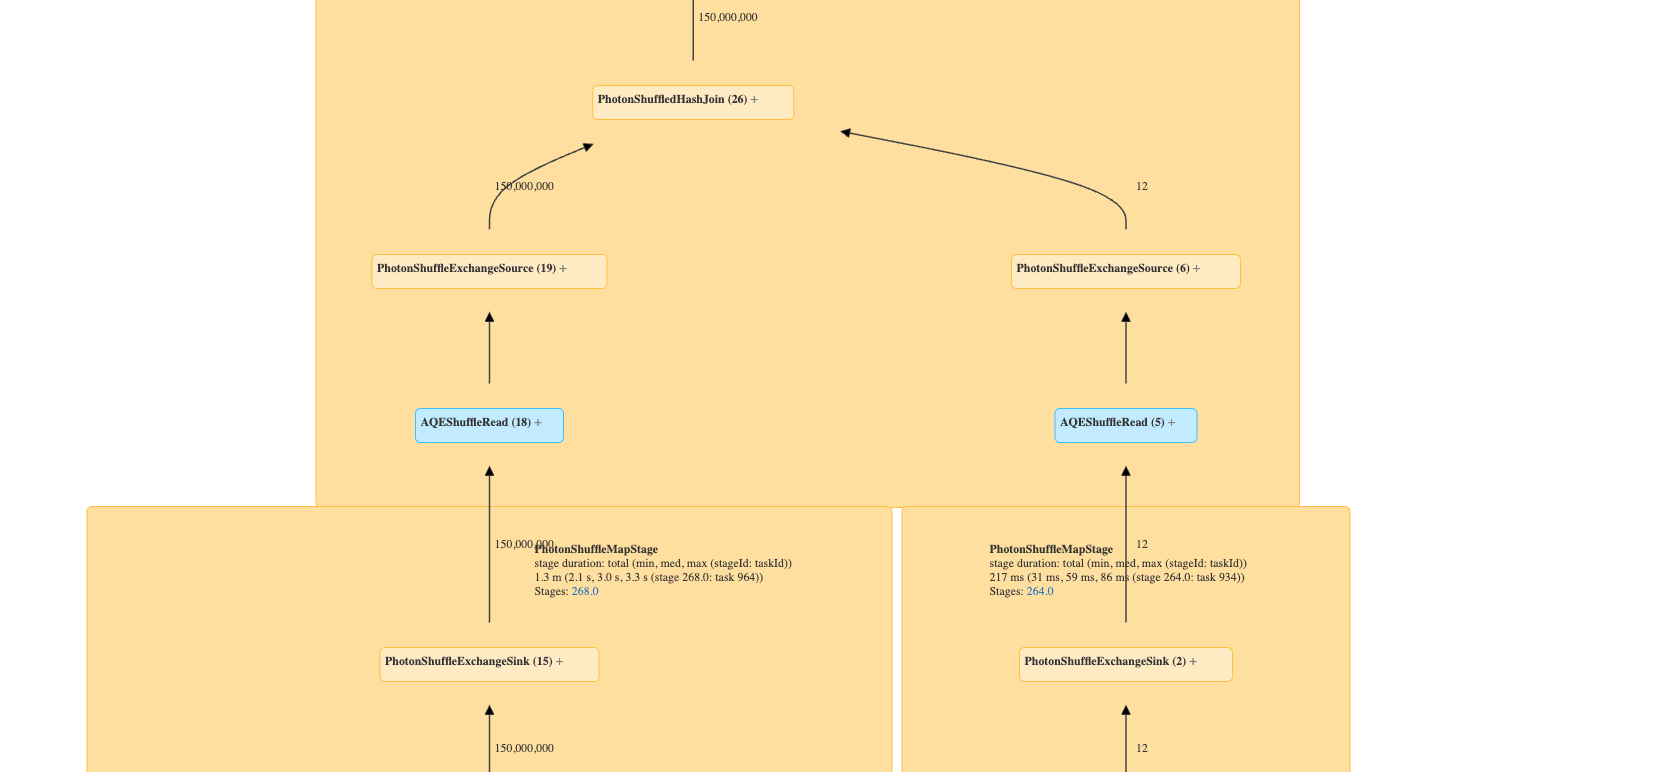 150,000,000
PhotonShuffledHashJoin (26) +
150,000,000
12
PhotonShuffleExchangeSource (19) +
PhotonShuffleExchangeSource (6) +
AQEShuffleRead (18) +
AQEShuffleRead (5) +
150,000,000
PhotonShuffleMapStage
stage duration: total (min, med, max (stageId: taskId))
1.3 m (2.1 s, 3.0 s, 3.3 s (stage 268.0: task 964))
Stages: 268.0
12
PhotonShuffleMapStage
stage duration: total (min, med, max (stageId: taskId))
217 ms (31 ms, 59 ms, 86 ms (stage 264.0: task 934))
Stages: 264.0
PhotonShuffleExchangeSink (15) +
PhotonShuffleExchangeSink (2) +
150,000,000
12